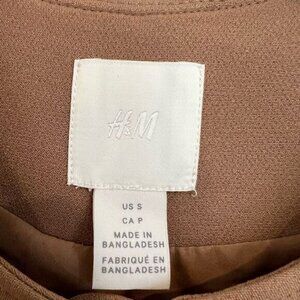 H&M
US S
CA P
MADE IN
BANGLADESH
FABRIQUÉ EN
BANGLADESH